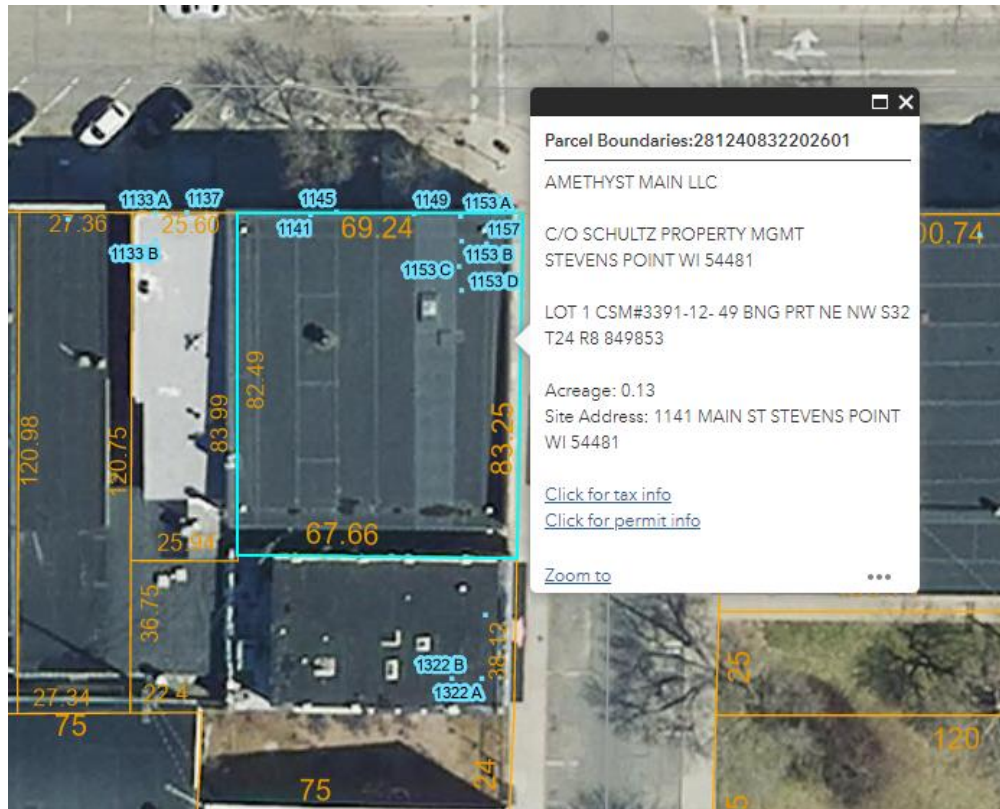 Parcel Boundaries:281240832202601
AMETHYST MAIN LLC
C/O SCHULTZ PROPERTY MGMT
STEVENS POINT WI 54481
LOT 1 CSM#3391-12- 49 BNG PRT NE NW S32
T24 R8 849853
Acreage: 0.13
Site Address: 1141 MAIN ST STEVENS POINT
WI 54481
Click for tax info
Click for permit info
Zoom to
1133 A
1137
1145
1149
1153 A
27.36
25.60
1141
69.24
1157
00.74
1133 B
1153 B
1153 C
1153 D
82.49
83.99
83.25
120.98
120.75
25.94
67.66
36.75
38.12
1322 B
1322 A
25
27.34
22.4
75
120
24
75